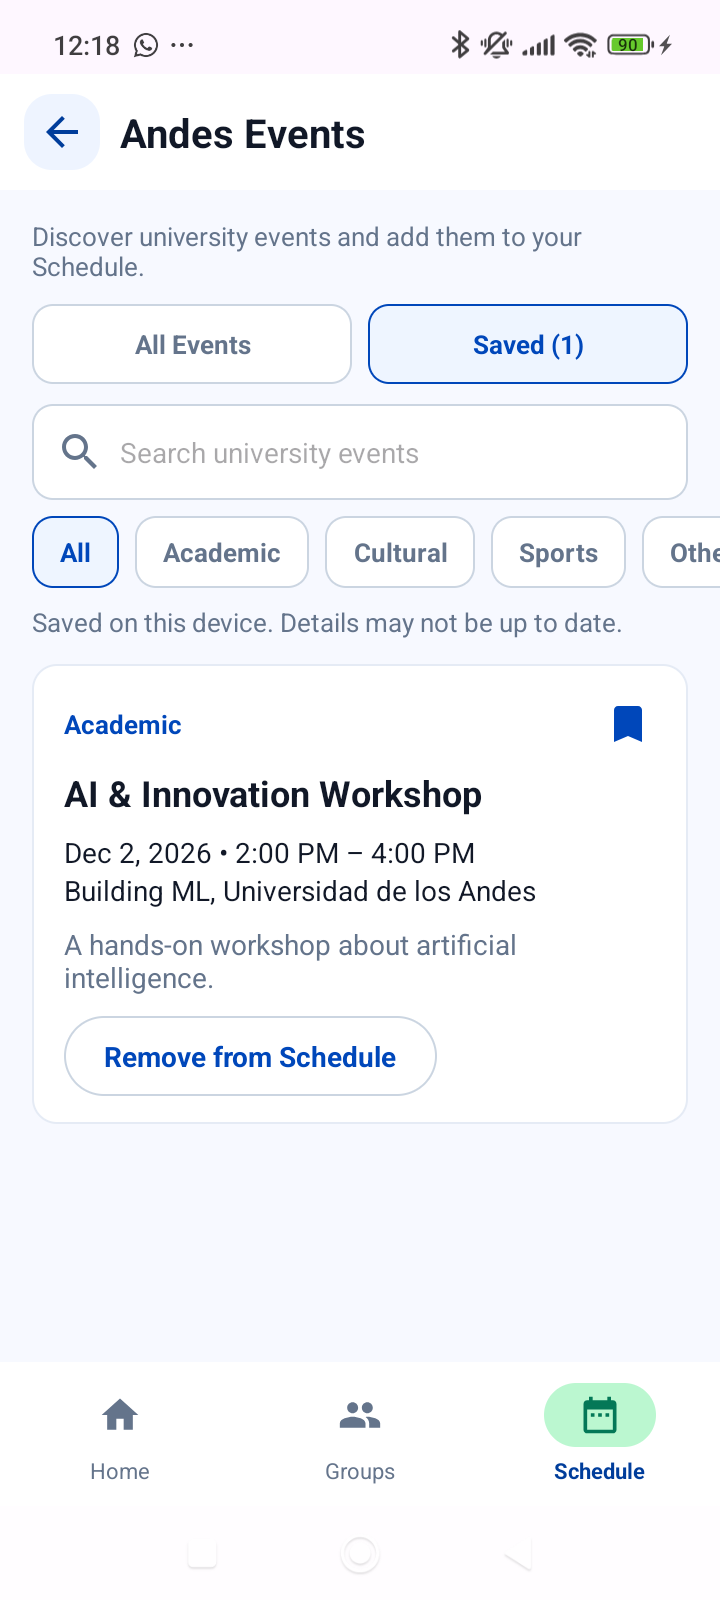 12:18
90
Andes Events
Discover university events and add them to your
Schedule.
All Events
Saved (1)
Search university events
All
Academic
Cultural
Sports
Othe
Saved on this device. Details may not be up to date.
Academic
AI & Innovation Workshop
Dec 2, 2026 • 2:00 PM – 4:00 PM
Building ML, Universidad de los Andes
A hands-on workshop about artificial
intelligence.
Remove from Schedule
Home
Groups
Schedule